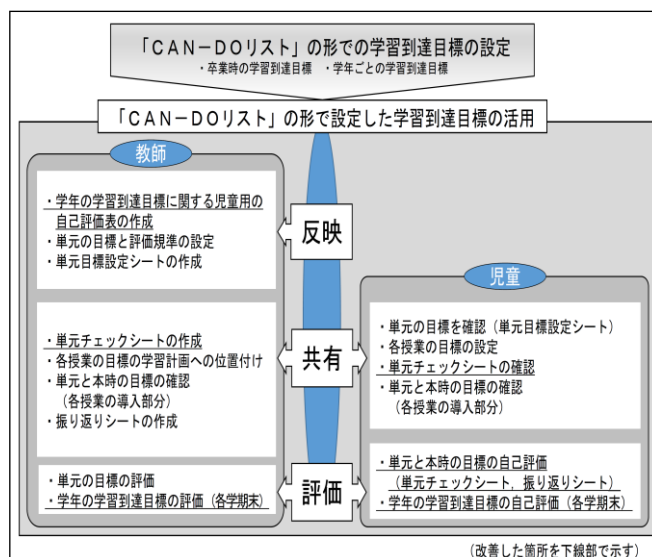 「CAN－DOリスト」の形での学習到達目標の設定
・卒業時の学習到達目標 ・学年ごとの学習到達目標
「CAN－DOリスト」の形で設定した学習到達目標の活用
教師
・学年の学習到達目標に関する児童用の
自己評価表の作成
・単元の目標と評価規準の設定
・単元目標設定シートの作成
反映
児童
・単元チェックシートの作成
・各授業の目標の学習計画への位置付け
・単元と本時の目標の確認
（各授業の導入部分）
・振り返りシートの作成
共有
・単元の目標を確認（単元目標設定シート）
・各授業の目標の設定
・単元チェックシートの確認
・単元と本時の目標の確認
（各授業の導入部分）
・単元の目標の評価
・学年の学習到達目標の評価（各学期末）
評価
・単元と本時の目標の自己評価
（単元チェックシート，振り返りシート）
・学年の学習到達目標の自己評価（各学期末）
（改善した箇所を下線部で示す）